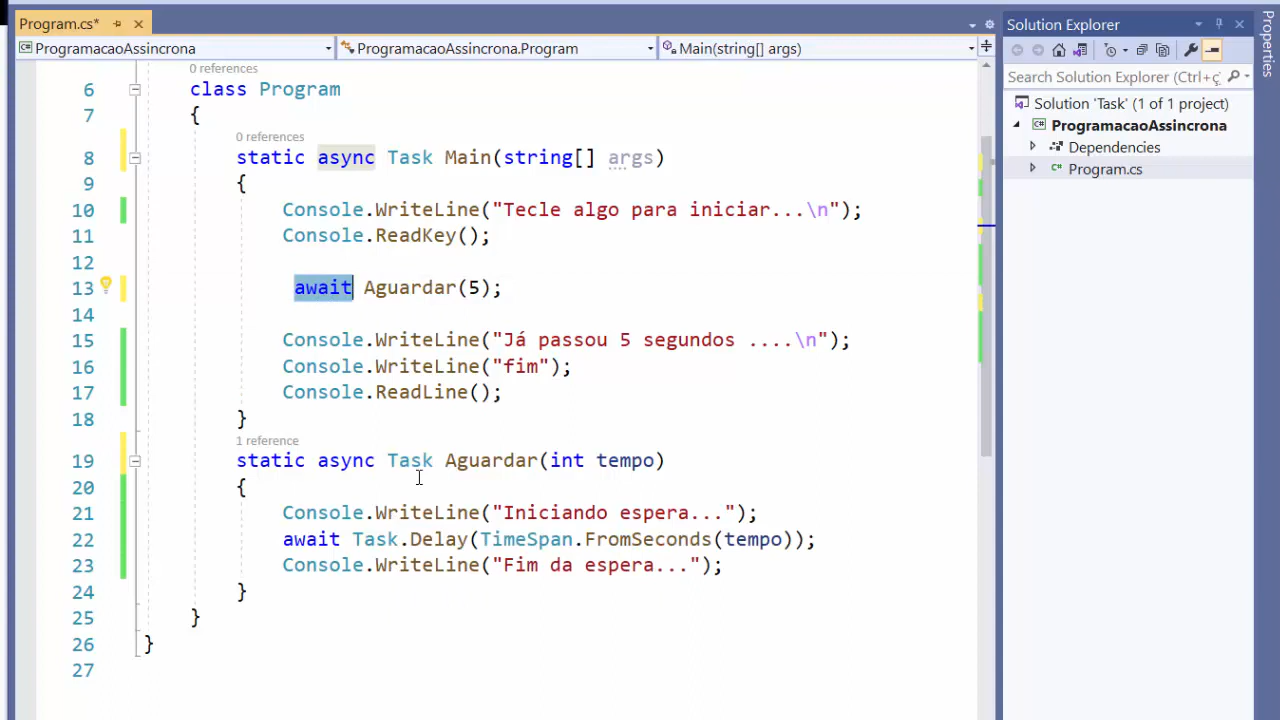 Program.cs*
ProgramacaoAssincrona
ProgramacaoAssincrona.Program
Main(string[] args)
0 references
6 class Program
7 {
0 references
8 static async Task Main(string[] args)
9 {
10 Console.WriteLine("Tecle algo para iniciar...\n");
11 Console.ReadKey();
12
13 await Aguardar(5);
14
15 Console.WriteLine("Já passou 5 segundos ....\n");
16 Console.WriteLine("fim");
17 Console.ReadLine();
18 }
1 reference
19 static async Task Aguardar(int tempo)
20 {
21 Console.WriteLine("Iniciando espera...");
22 await Task.Delay(TimeSpan.FromSeconds(tempo));
23 Console.WriteLine("Fim da espera...");
24 }
25 }
26 }
27
Solution Explorer
Search Solution Explorer (Ctrl+ç)
Solution 'Task' (1 of 1 project)
C# ProgramacaoAssincrona
Dependencies
C# Program.cs
Properties